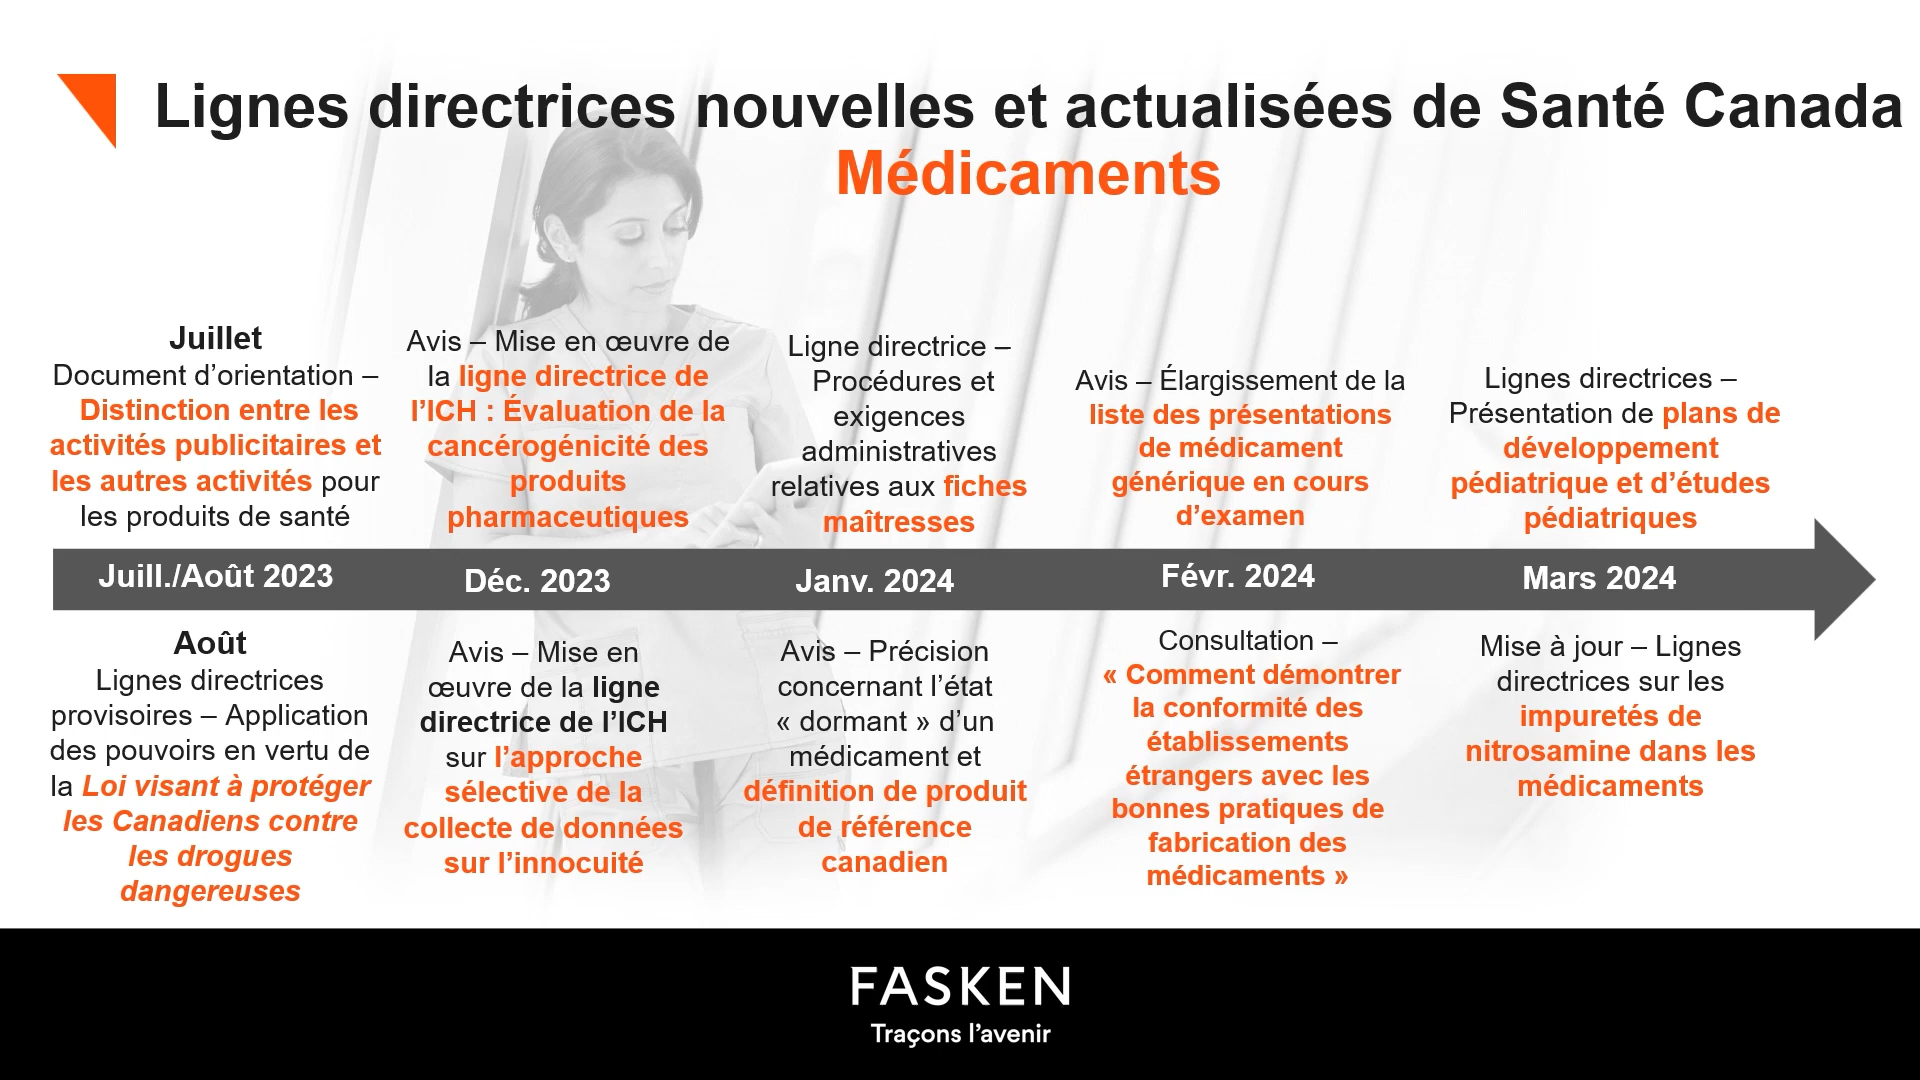 Lignes directrices nouvelles et actualisées de Santé Canada
Médicaments
Juillet
Document d’orientation –
Distinction entre les
activités publicitaires et
les autres activités pour
les produits de santé
Avis – Mise en œuvre de
la ligne directrice de
l’ICH : Évaluation de la
cancérogénicité des
produits
pharmaceutiques
Ligne directrice –
Procédures et
exigences
administratives
relatives aux fiches
maîtresses
Avis – Élargissement de la
liste des présentations
de médicament
générique en cours
d’examen
Lignes directrices –
Présentation de plans de
développement
pédiatrique et d’études
pédiatriques
Juill./Août 2023
Déc. 2023
Janv. 2024
Févr. 2024
Mars 2024
Août
Lignes directrices
provisoires – Application
des pouvoirs en vertu de
la Loi visant à protéger
les Canadiens contre
les drogues
dangereuses
Avis – Mise en
œuvre de la ligne
directrice de l’ICH
sur l’approche
sélective de la
collecte de données
sur l’innocuité
Avis – Précision
concernant l’état
« dormant » d’un
médicament et
définition de produit
de référence
canadien
Consultation –
« Comment démontrer
la conformité des
établissements
étrangers avec les
bonnes pratiques de
fabrication des
médicaments »
Mise à jour – Lignes
directrices sur les
impuretés de
nitrosamine dans les
médicaments
FASKEN
Traçons l’avenir